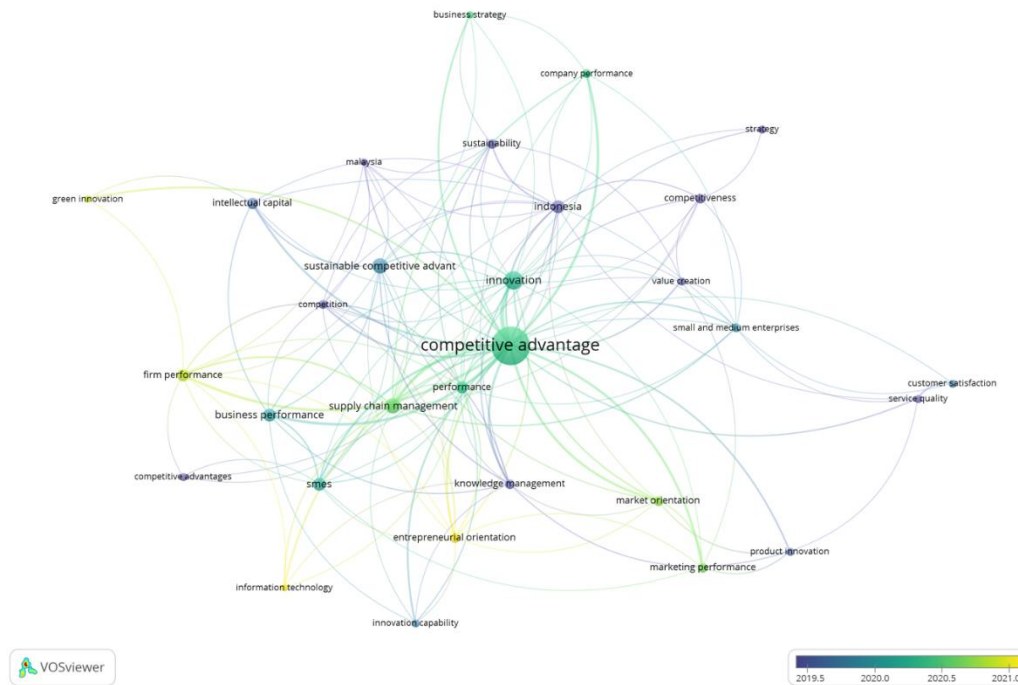 business strategy
company performance
strategy
sustainability
malaysia
green innovation
intellectual capital
indonesia
competitiveness
sustainable competitive advant
innovation
value creation
competition
small and medium enterprises
competitive advantage
firm performance
performance
customer satisfaction
service quality
supply chain management
business performance
competitive advantages
smes
knowledge management
market orientation
entrepreneurial orientation
product innovation
marketing performance
information technology
innovation capability
VOSviewer
2019.5 2020.0 2020.5 2021.0